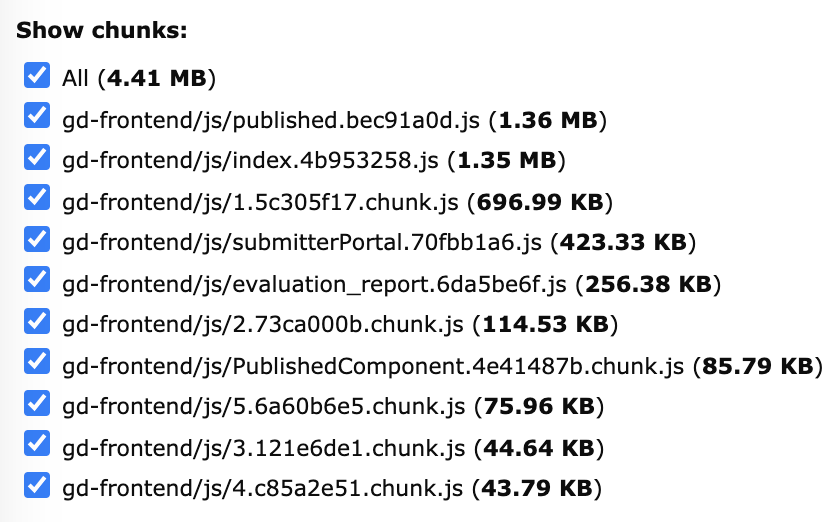 Show chunks:
All (4.41 MB)
gd-frontend/js/published.bec91a0d.js (1.36 MB)
gd-frontend/js/index.4b953258.js (1.35 MB)
gd-frontend/js/1.5c305f17.chunk.js (696.99 KB)
gd-frontend/js/submitterPortal.70fbb1a6.js (423.33 KB)
gd-frontend/js/evaluation_report.6da5be6f.js (256.38 KB)
gd-frontend/js/2.73ca000b.chunk.js (114.53 KB)
gd-frontend/js/PublishedComponent.4e41487b.chunk.js (85.79 KB)
gd-frontend/js/5.6a60b6e5.chunk.js (75.96 KB)
gd-frontend/js/3.121e6de1.chunk.js (44.64 KB)
gd-frontend/js/4.c85a2e51.chunk.js (43.79 KB)